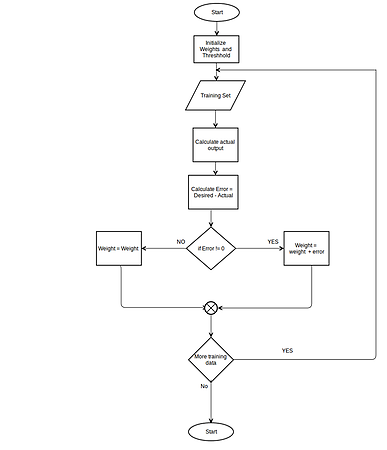 Start
Initialize
Weights and
Threshhold
Training Set
Calculate actual
output
Calculate Error =
Desired - Actual
NO
if Error != 0
YES
Weight = Weight
Weight =
weight + error
More training
data
YES
No
Start